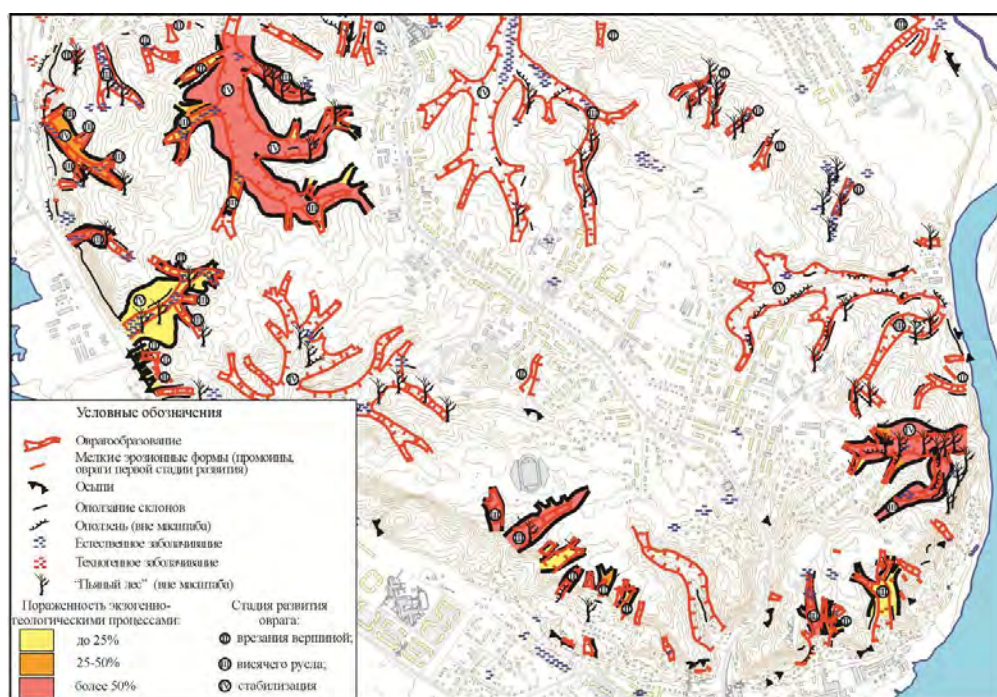 Условные обозначения
Оврагообразование
Мелкие эрозионные формы (промоины,
овраги первой стадии развития)
Осыпи
Оползание склонов
Оползень (вне масштаба)
Естественное заболачивание
Техногенное заболачивание
"Пьяный лес" (вне масштаба)
Пораженность экзогенно-
геологическими процессами:
до 25%
25-50%
более 50%
Стадия развития
оврага:
врезания вершиной;
висячего русла;
стабилизация